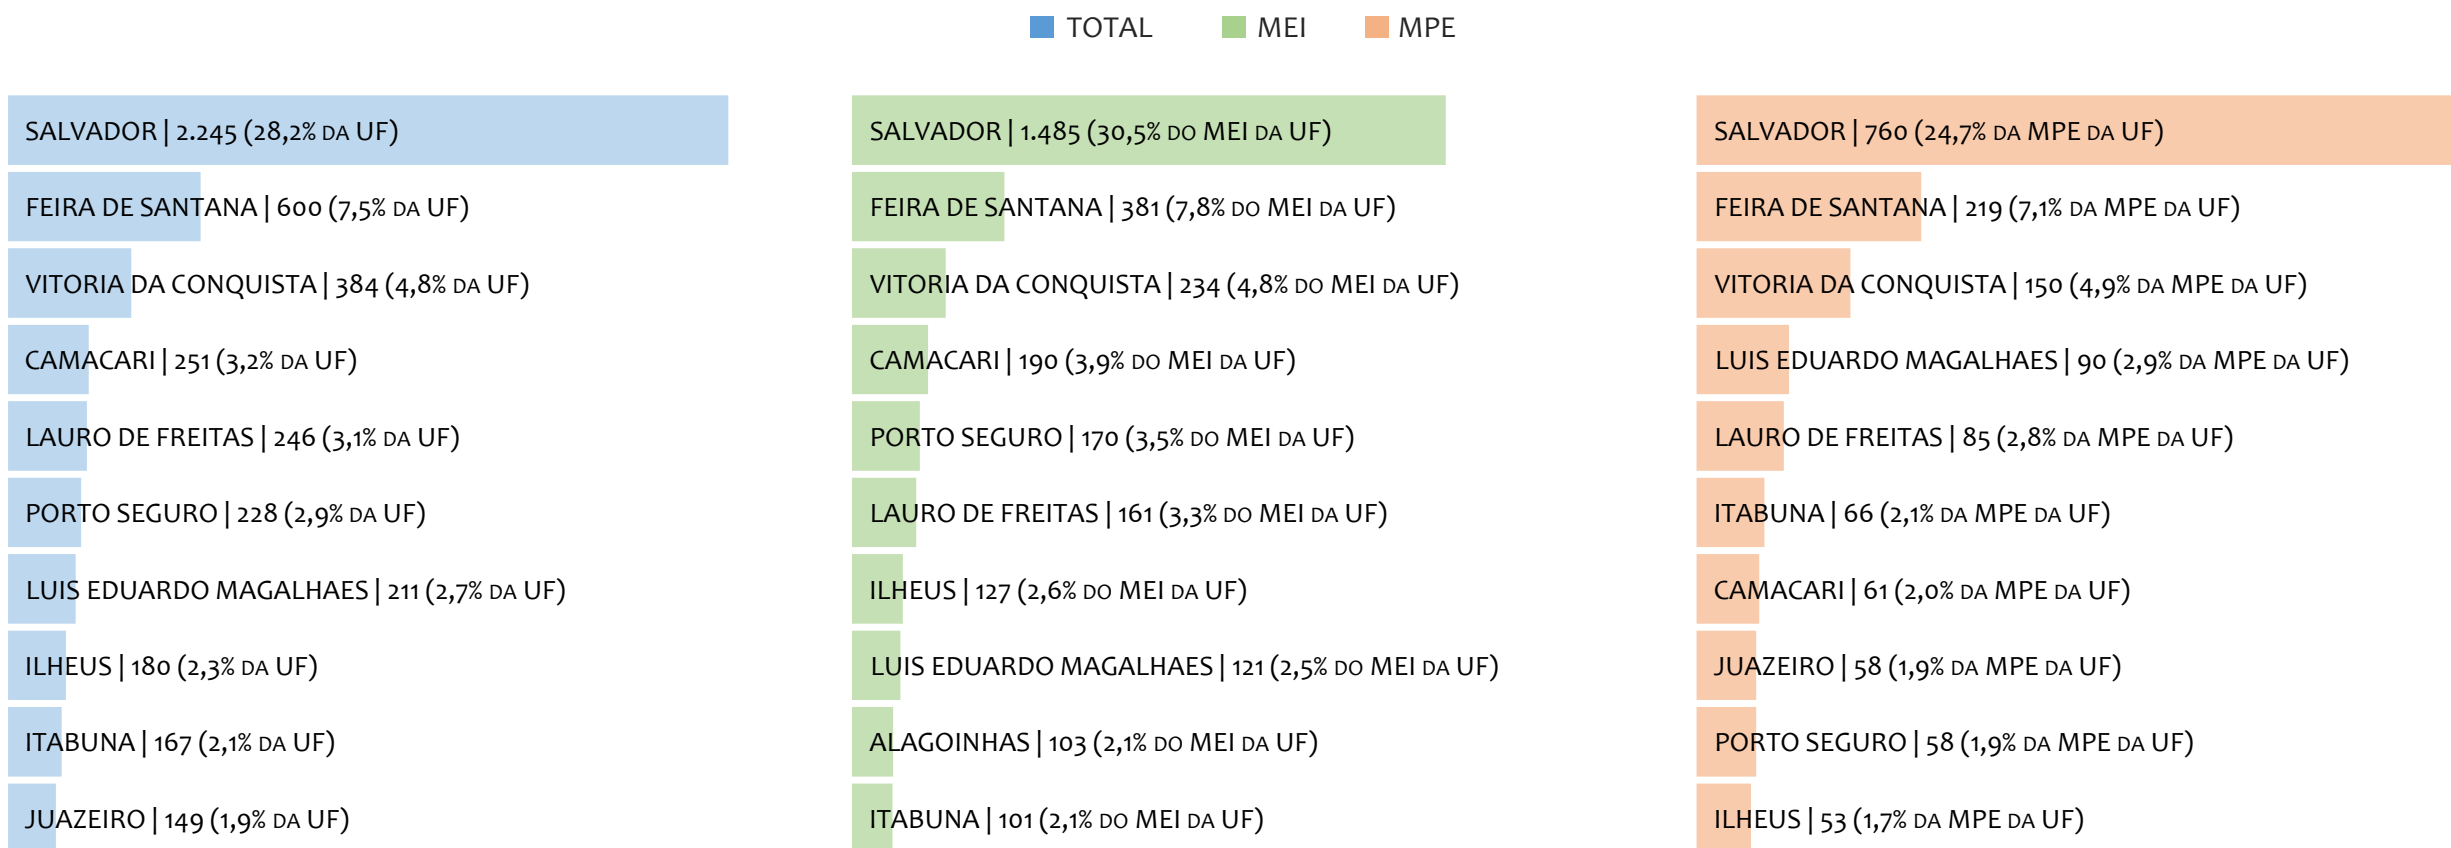 TOTAL MEI MPE
SALVADOR | 2.245 (28,2% DA UF)
FEIRA DE SANTANA | 600 (7,5% DA UF)
VITORIA DA CONQUISTA | 384 (4,8% DA UF)
CAMACARI | 251 (3,2% DA UF)
LAURO DE FREITAS | 246 (3,1% DA UF)
PORTO SEGURO | 228 (2,9% DA UF)
LUIS EDUARDO MAGALHAES | 211 (2,7% DA UF)
ILHEUS | 180 (2,3% DA UF)
ITABUNA | 167 (2,1% DA UF)
JUAZEIRO | 149 (1,9% DA UF)
SALVADOR | 1.485 (30,5% DO MEI DA UF)
FEIRA DE SANTANA | 381 (7,8% DO MEI DA UF)
VITORIA DA CONQUISTA | 234 (4,8% DO MEI DA UF)
CAMACARI | 190 (3,9% DO MEI DA UF)
PORTO SEGURO | 170 (3,5% DO MEI DA UF)
LAURO DE FREITAS | 161 (3,3% DO MEI DA UF)
ILHEUS | 127 (2,6% DO MEI DA UF)
LUIS EDUARDO MAGALHAES | 121 (2,5% DO MEI DA UF)
ALAGOINHAS | 103 (2,1% DO MEI DA UF)
ITABUNA | 101 (2,1% DO MEI DA UF)
SALVADOR | 760 (24,7% DA MPE DA UF)
FEIRA DE SANTANA | 219 (7,1% DA MPE DA UF)
VITORIA DA CONQUISTA | 150 (4,9% DA MPE DA UF)
LUIS EDUARDO MAGALHAES | 90 (2,9% DA MPE DA UF)
LAURO DE FREITAS | 85 (2,8% DA MPE DA UF)
ITABUNA | 66 (2,1% DA MPE DA UF)
CAMACARI | 61 (2,0% DA MPE DA UF)
JUAZEIRO | 58 (1,9% DA MPE DA UF)
PORTO SEGURO | 58 (1,9% DA MPE DA UF)
ILHEUS | 53 (1,7% DA MPE DA UF)